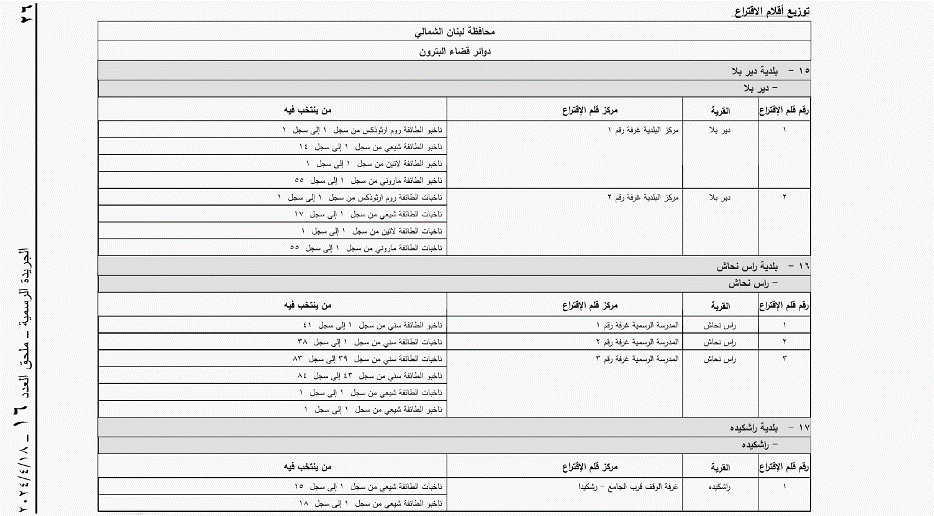 توزيع أقلام الاقتراع
محافظة لبنان الشمالي
دوائر قضاء البترون
١٥ - بلدية دير بلا
- دير بلا
رقم قلم الإقتراع القرية مركز قلم الإقتراع من ينتخب فيه
١ دير بلا مركز البلدية غرفة رقم ١ ناخبو الطائفة روم ارثوذكس من سجل ١ إلى سجل ١
ناخبو الطائفة شيعي من سجل ١ إلى سجل ١٤
ناخبو الطائفة لاتين من سجل ١ إلى سجل ١
ناخبو الطائفة ماروني من سجل ١ إلى سجل ٥٥
٢ دير بلا مركز البلدية غرفة رقم ٢ ناخبات الطائفة روم ارثوذكس من سجل ١ إلى سجل ١
ناخبات الطائفة شيعي من سجل ١ إلى سجل ١٧
ناخبات الطائفة لاتين من سجل ١ إلى سجل ١
ناخبات الطائفة ماروني من سجل ١ إلى سجل ٥٥
١٦ - بلدية راس نحاش
- راس نحاش
رقم قلم الإقتراع القرية مركز قلم الإقتراع من ينتخب فيه
١ راس نحاش المدرسة الرسمية غرفة رقم ١ ناخبو الطائفة سني من سجل ١ إلى سجل ٤١
٢ راس نحاش المدرسة الرسمية غرفة رقم ٢ ناخبات الطائفة سني من سجل ١ إلى سجل ٣٨
٣ راس نحاش المدرسة الرسمية غرفة رقم ٣ ناخبات الطائفة سني من سجل ٣٩ إلى سجل ٨٣
ناخبو الطائفة سني من سجل ٤٣ إلى سجل ٨٤
ناخبات الطائفة شيعي من سجل ١ إلى سجل ١
ناخبو الطائفة شيعي من سجل ١ إلى سجل ١
١٧ - بلدية راشكيده
- راشكيده
رقم قلم الإقتراع القرية مركز قلم الإقتراع من ينتخب فيه
١ راشكيده غرفة الوقف قرب الجامع - رشكيدا ناخبات الطائفة شيعي من سجل ١ إلى سجل ١٥
ناخبو الطائفة شيعي من سجل ١ إلى سجل ١٨
٢٦
الجريدة الرسمية – ملحق العدد ١٦ – ٢٠٢٤/٤/١٨